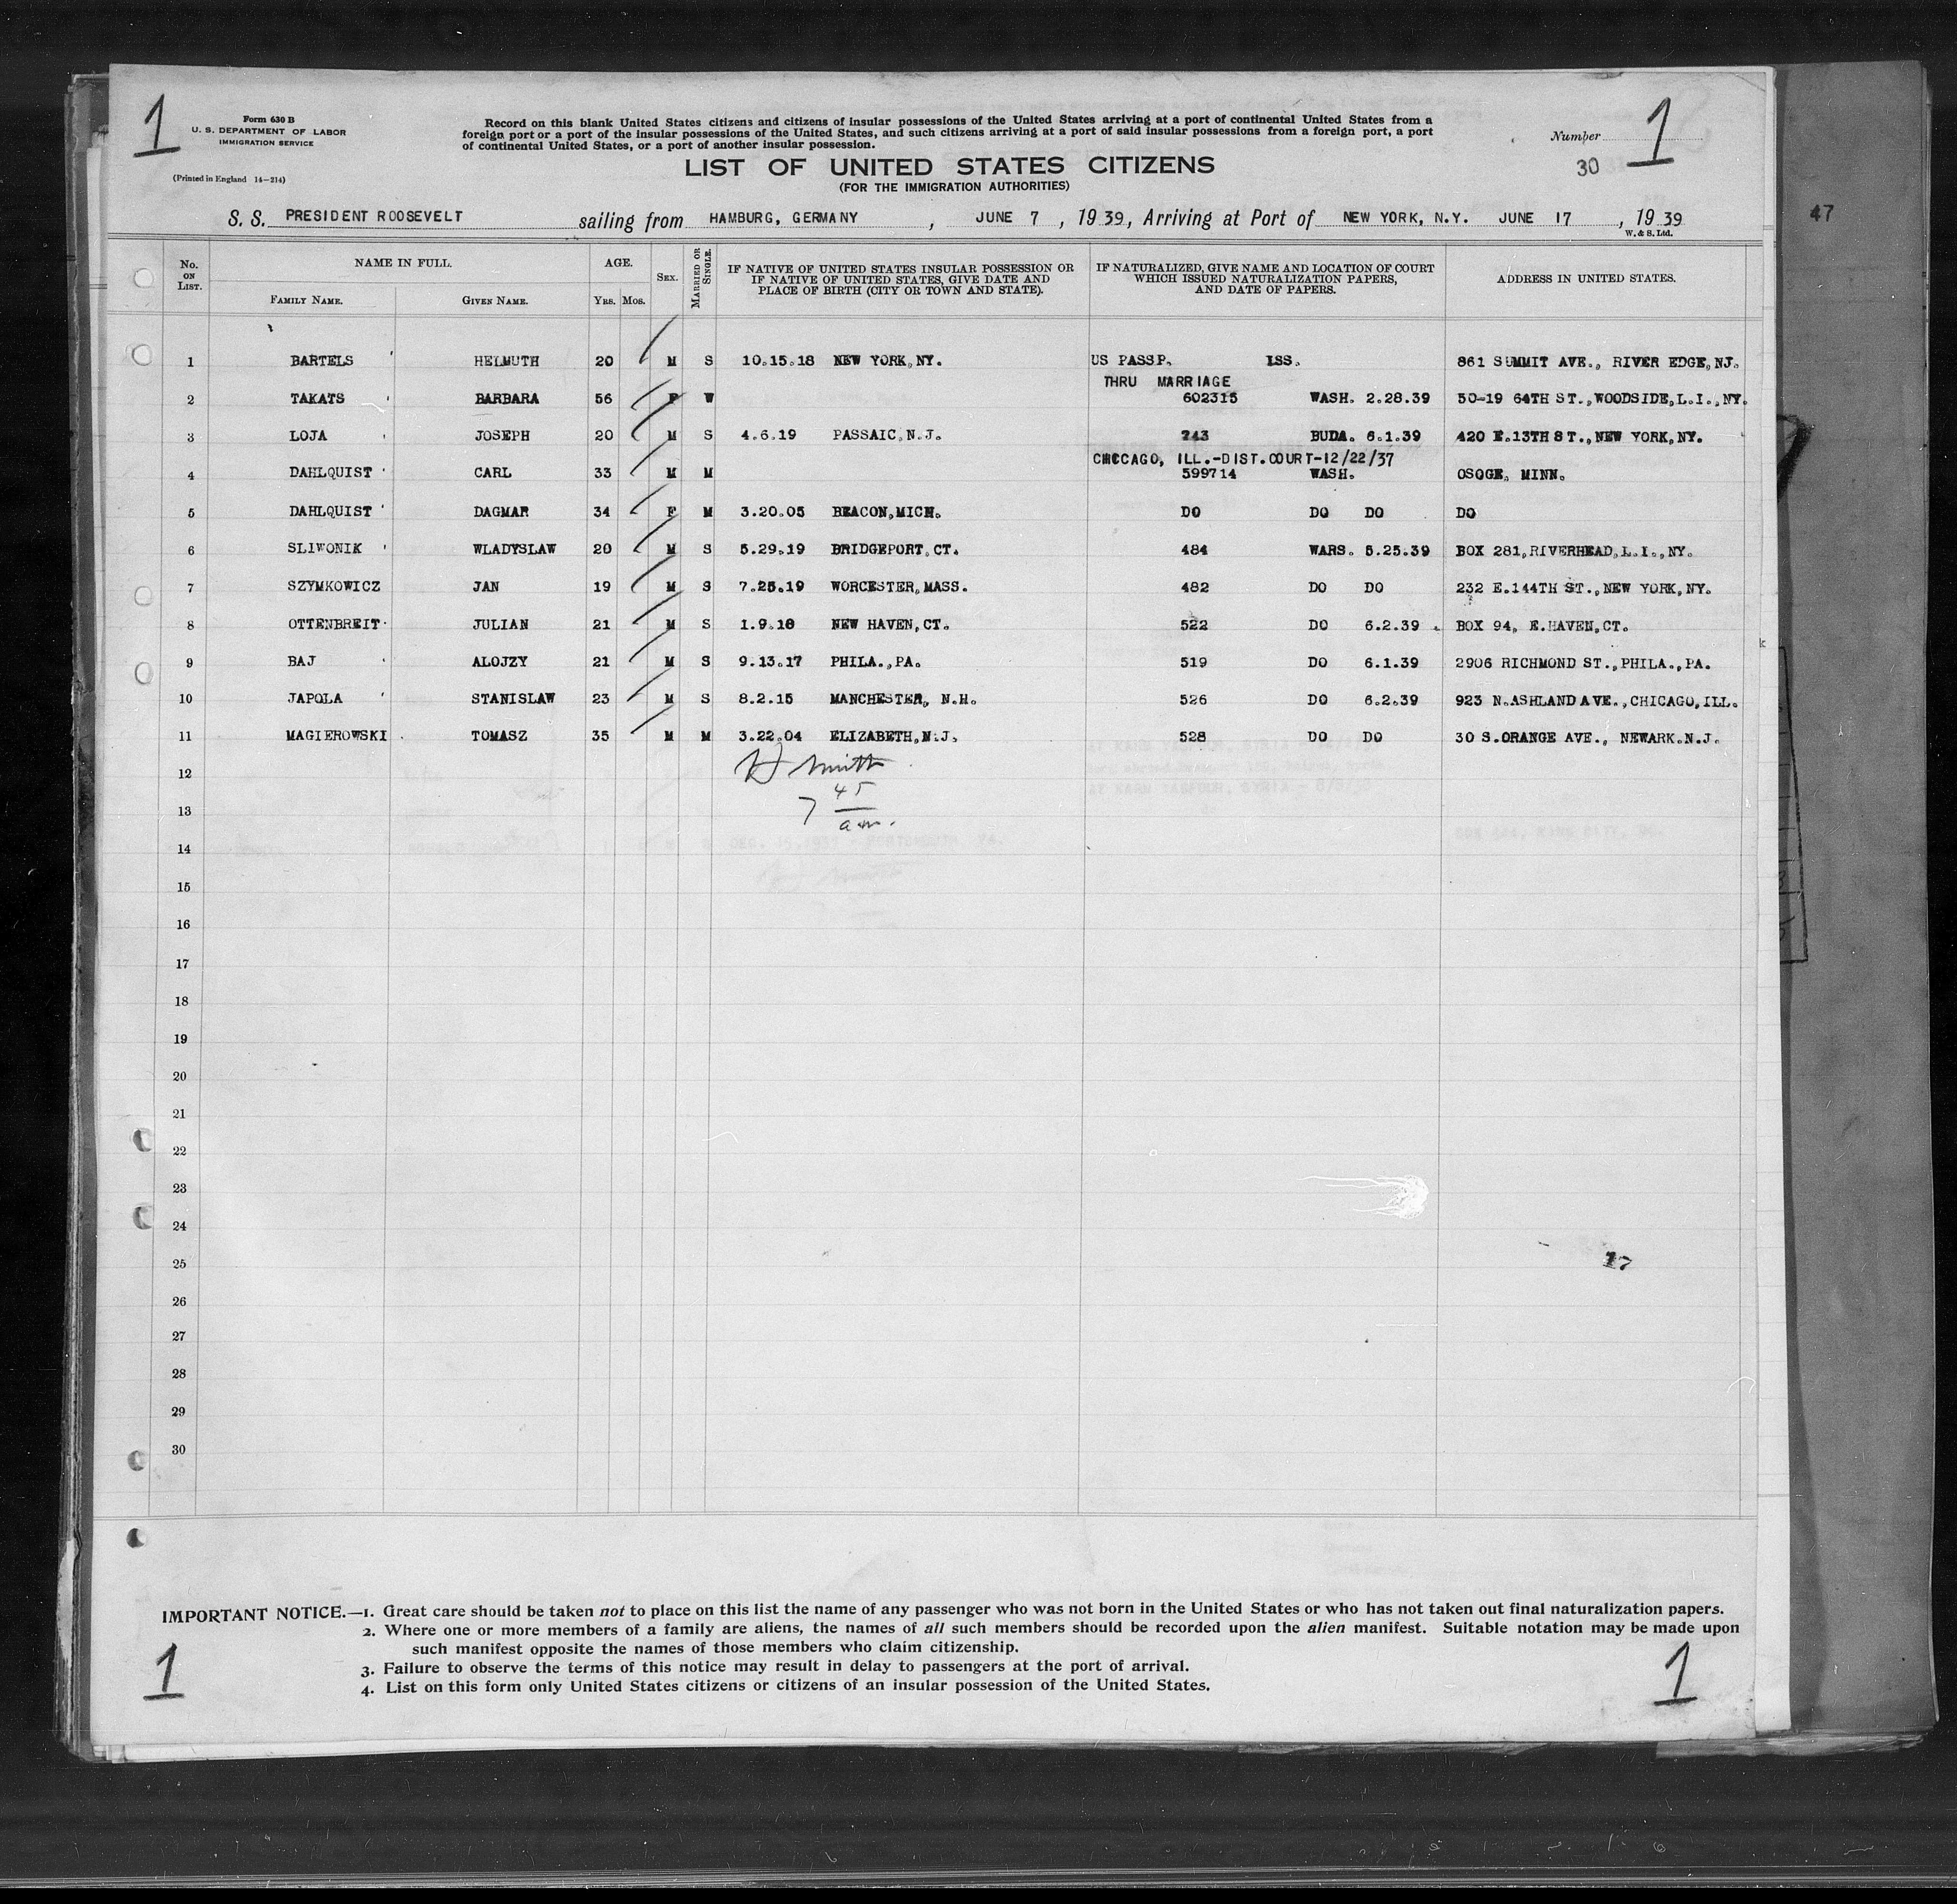 1
Form 630 B
U. S. DEPARTMENT OF LABOR
IMMIGRATION SERVICE
(Printed in England 14—214)
Record on this blank United States citizens and citizens of insular possessions of the United States arriving at a port of continental United States from a
foreign port or a port of the insular possessions of the United States, and such citizens arriving at a port of said insular possessions from a foreign port, a port
of continental United States, or a port of another insular possession.
Number 1
30
LIST OF UNITED STATES CITIZENS
(FOR THE IMMIGRATION AUTHORITIES)
S. S. PRESIDENT ROOSEVELT sailing from HAMBURG, GERMANY, JUNE 7, 1939, Arriving at Port of NEW YORK, N.Y. JUNE 17, 1939
W. & S. Ltd.
47
No. ON LIST. NAME IN FULL. AGE. SEX. MARRIED OR SINGLE. IF NATIVE OF UNITED STATES INSULAR POSSESSION OR IF NATIVE OF UNITED STATES, GIVE DATE AND PLACE OF BIRTH (CITY OR TOWN AND STATE). IF NATURALIZED, GIVE NAME AND LOCATION OF COURT WHICH ISSUED NATURALIZATION PAPERS, AND DATE OF PAPERS. ADDRESS IN UNITED STATES.
FAMILY NAME. GIVEN NAME. YRS. MOS.
1 BARTELS HELMUTH 20 M S 10.15.18 NEW YORK,NY. US PASSP. ISS. 861 SUMMIT AVE., RIVER EDGE,NJ.
THRU MARRIAGE
2 TAKATS BARBARA 56 F W 602315 WASH. 2.28.39 50-19 64TH ST.,WOODSIDE,L.I.,NY.
3 LOJA JOSEPH 20 M S 4.6.19 PASSAIC,N.J. 243 BUDA. 6.1.39 420 E.13TH ST.,NEW YORK,NY.
CHICAGO, ILL.-DIST.COURT-12/22/37
4 DAHLQUIST CARL 33 M M 599714 WASH. OSOGE, MINN.
5 DAHLQUIST DAGMAR 34 F M 3.20.05 BEACON,MICH. DO DO DO DO
6 SLIWONIK WLADYSLAW 20 M S 5.29.19 BRIDGEPORT,CT. 484 WARS. 5.25.39 BOX 281,RIVERHEAD,L.I.,NY.
7 SZYMKOWICZ JAN 19 M S 7.25.19 WORCESTER,MASS. 482 DO DO 232 E.144TH ST.,NEW YORK,NY.
8 OTTENBREIT JULIAN 21 M S 1.9.18 NEW HAVEN,CT. 522 DO 6.2.39 BOX 94, E.HAVEN,CT.
9 BAJ ALOJZY 21 M S 9.13.17 PHILA.,PA. 519 DO 6.1.39 2906 RICHMOND ST.,PHILA.,PA.
10 JAPOLA STANISLAW 23 M S 8.2.15 MANCHESTER, N.H. 526 DO 6.2.39 923 N.ASHLAND AVE.,CHICAGO,ILL.
11 MAGIEROWSKI TOMASZ 35 M M 3.22.04 ELIZABETH,N.J. 528 DO DO 30 S.ORANGE AVE., NEWARK.N.J.
12 Smith
13 7 45 a.m.
14
15
16
17
18
19
20
21
22
23
24
25
26
27
28
29
30
IMPORTANT NOTICE.—1. Great care should be taken not to place on this list the name of any passenger who was not born in the United States or who has not taken out final naturalization papers.
2. Where one or more members of a family are aliens, the names of all such members should be recorded upon the alien manifest. Suitable notation may be made upon
such manifest opposite the names of those members who claim citizenship.
3. Failure to observe the terms of this notice may result in delay to passengers at the port of arrival.
4. List on this form only United States citizens or citizens of an insular possession of the United States.
1
1